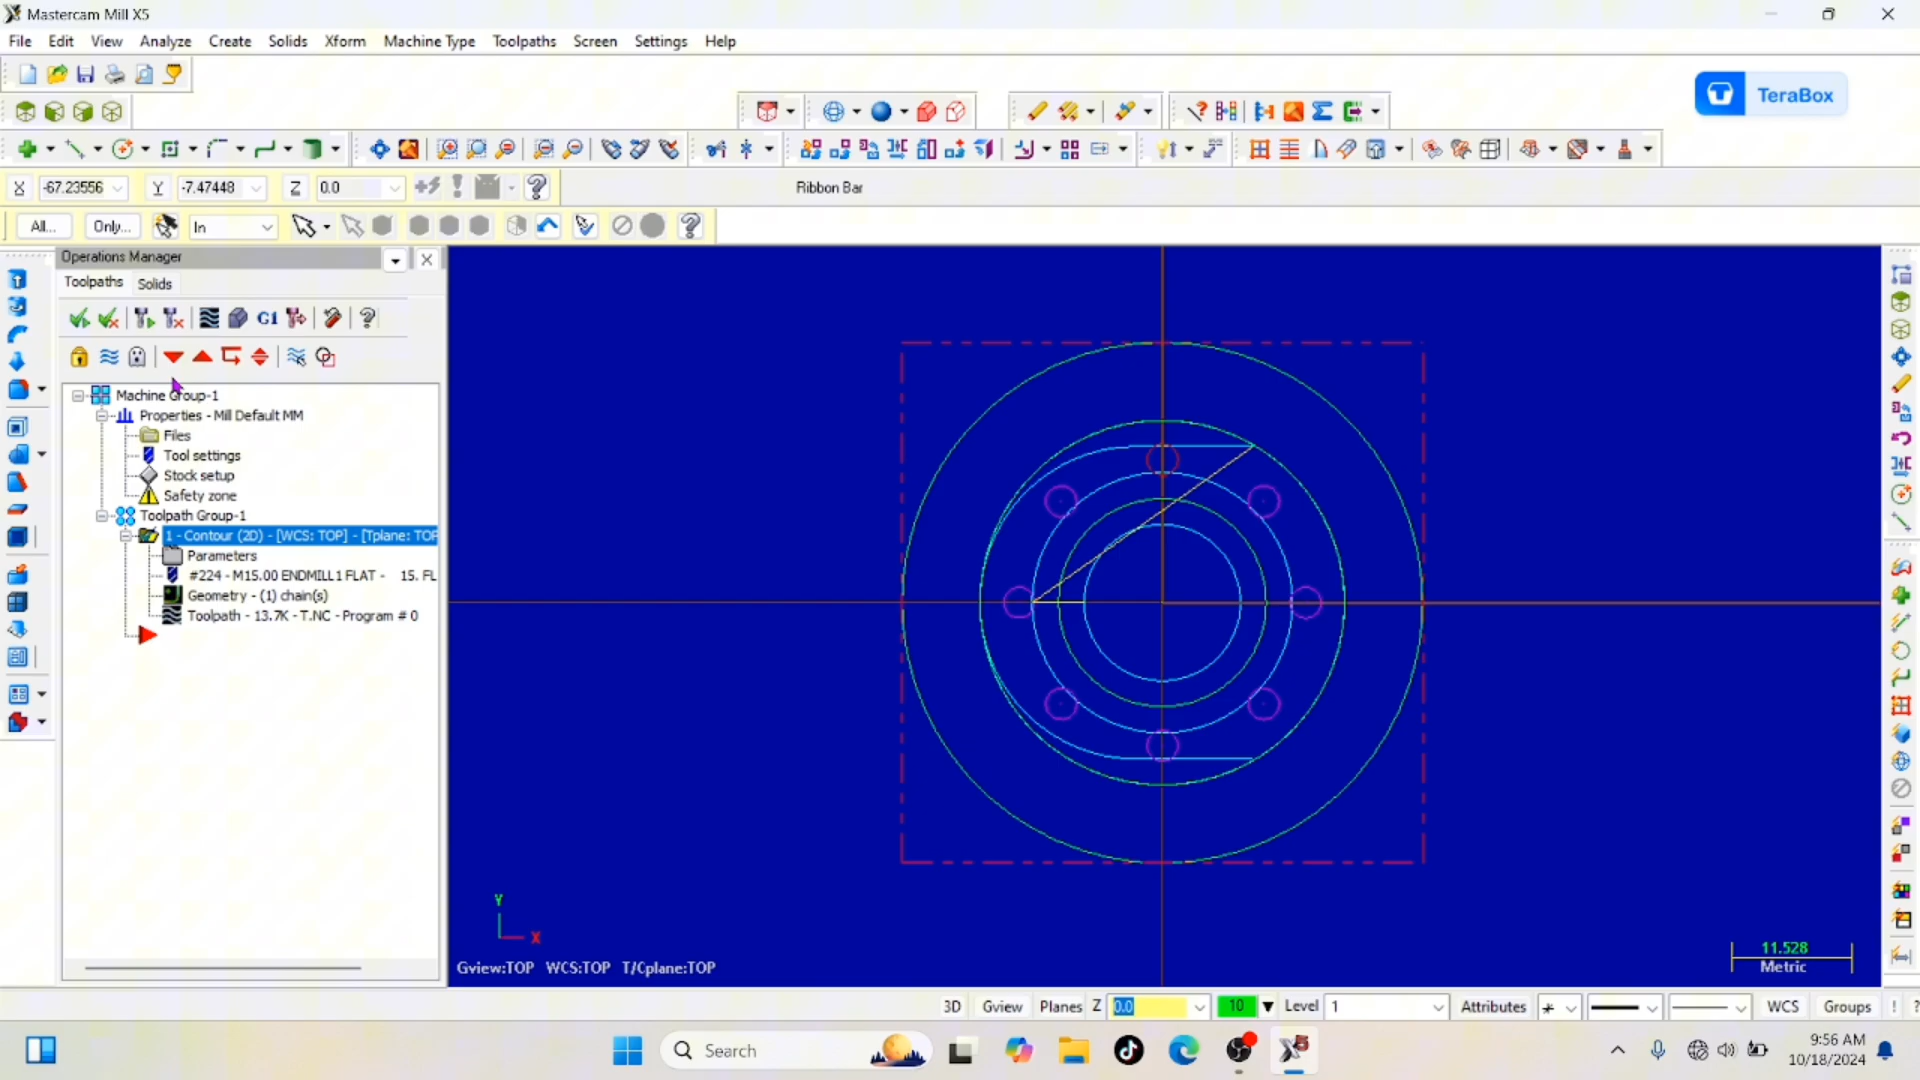 Mastercam Mill X5
File Edit View Analyze Create Solids Xform Machine Type Toolpaths Screen Settings Help
TeraBox
X -67.23556 Y -7.47448 Z 0.0 Ribbon Bar
All... Only... In
Operations Manager
Toolpaths Solids
G1
Machine Group-1
Properties - Mill Default MM
Files
Tool settings
Stock setup
Safety zone
Toolpath Group-1
1 - Contour (2D) - [WCS: TOP] - [Tplane: TOP
Parameters
#224 - M15.00 ENDMILL1 FLAT - 15. FL
Geometry - (1) chain(s)
Toolpath - 13.7K - T.NC - Program # 0
Y
X
11.528
Metric
Gview:TOP WCS:TOP T/Cplane:TOP
3D Gview Planes Z 0.0 10 Level 1 Attributes WCS Groups ! ?
Search
9:56 AM
10/18/2024